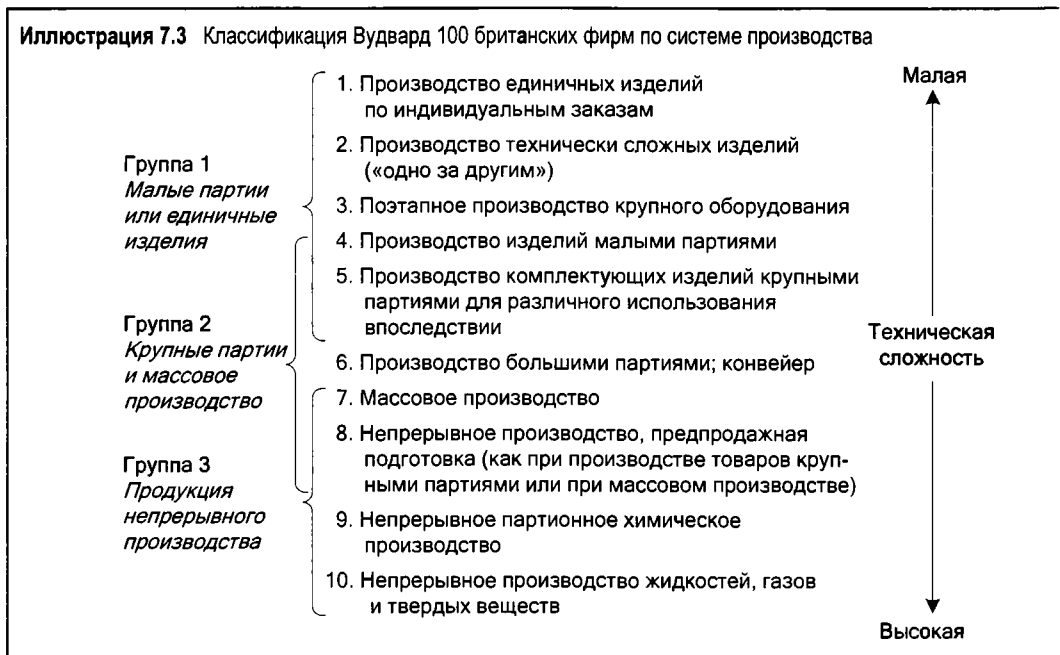 Иллюстрация 7.3 Классификация Вудвард 100 британских фирм по системе производства
Группа 1
Малые партии
или единичные
изделия
Группа 2
Крупные партии
и массовое
производство
Группа 3
Продукция
непрерывного
производства
1. Производство единичных изделий
по индивидуальным заказам
2. Производство технически сложных изделий
(«одно за другим»)
3. Поэтапное производство крупного оборудования
4. Производство изделий малыми партиями
5. Производство комплектующих изделий крупными
партиями для различного использования
впоследствии
6. Производство большими партиями; конвейер
7. Массовое производство
8. Непрерывное производство, предпродажная
подготовка (как при производстве товаров круп-
ными партиями или при массовом производстве)
9. Непрерывное партионное химическое
производство
10. Непрерывное производство жидкостей, газов
и твердых веществ
Малая
Техническая
сложность
Высокая